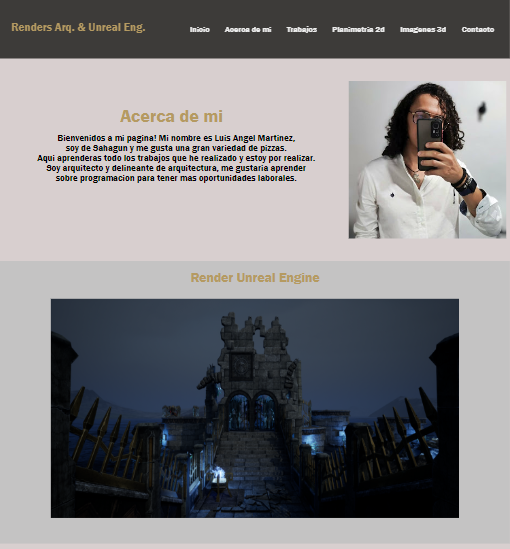 Renders Arq. & Unreal Eng.
Inicio Acerca de mi Trabajos Planimetria 2d Imagenes 3d Contacto
Acerca de mi
Bienvenidos a mi pagina! Mi nombre es Luis Angel Martinez,
soy de Sahagun y me gusta una gran variedad de pizzas.
Aqui aprenderas todo los trabajos que he realizado y estoy por realizar.
Soy arquitecto y delineante de arquitectura, me gustaria aprender
sobre programacion para tener mas oportunidades laborales.
Render Unreal Engine